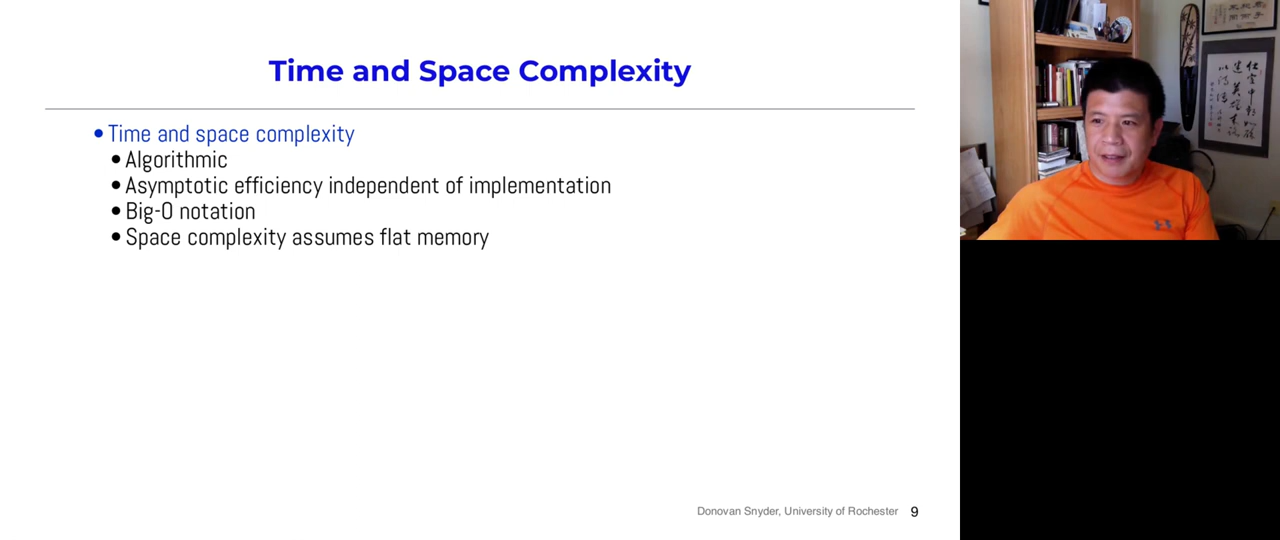 Time and Space Complexity
• Time and space complexity
• Algorithmic
• Asymptotic efficiency independent of implementation
• Big-O notation
• Space complexity assumes flat memory
Donovan Snyder, University of Rochester 9